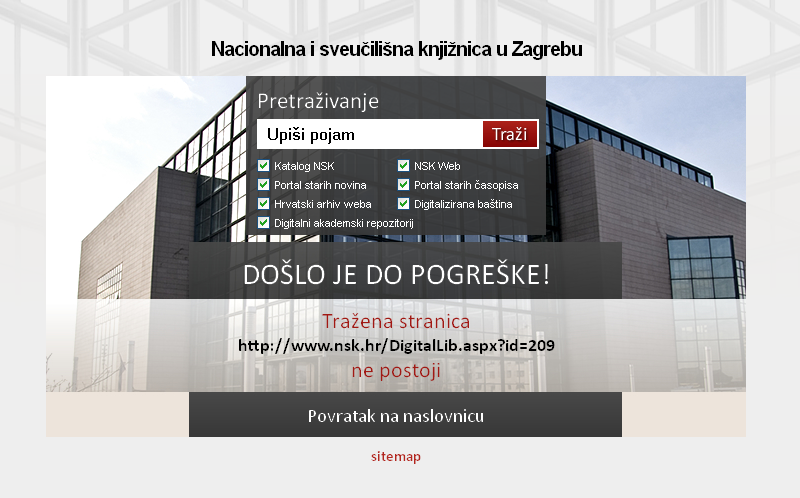 Nacionalna i sveučilišna knjižnica u Zagrebu
Pretraživanje
Upiši pojam
Traži
Katalog NSK
NSK Web
Portal starih novina
Portal starih časopisa
Hrvatski arhiv weba
Digitalizirana baština
Digitalni akademski repozitorij
DOŠLO JE DO POGREŠKE!
Tražena stranica
http://www.nsk.hr/DigitalLib.aspx?id=209
ne postoji
Povratak na naslovnicu
sitemap